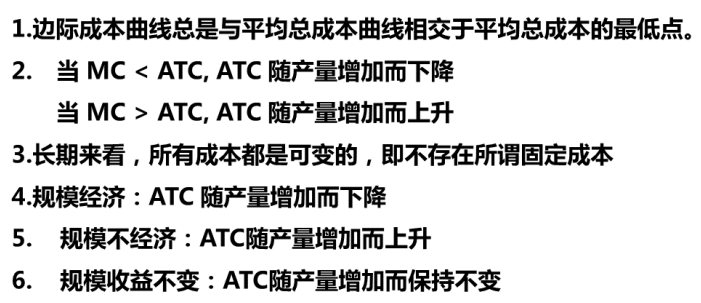 1.边际成本曲线总是与平均总成本曲线相交于平均总成本的最低点。
2. 当 MC < ATC, ATC 随产量增加而下降
当 MC > ATC, ATC 随产量增加而上升
3.长期来看，所有成本都是可变的，即不存在所谓固定成本
4.规模经济：ATC 随产量增加而下降
5. 规模不经济：ATC随产量增加而上升
6. 规模收益不变：ATC随产量增加而保持不变